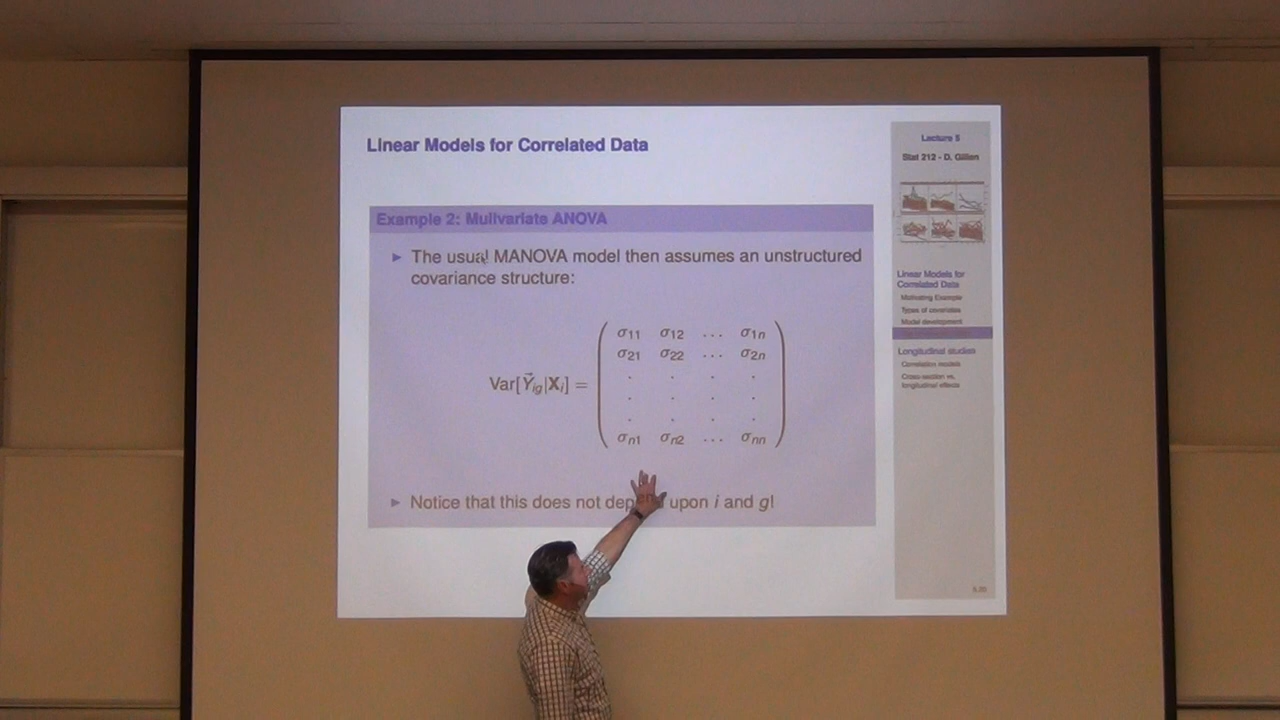 Linear Models for Correlated Data
Example 2: Mulivariate ANOVA
► The usual MANOVA model then assumes an unstructured
covariance structure:
σ11 σ12 ... σ1n
σ21 σ22 ... σ2n
. . . .
Var[Y⃗ig|Xi] = . . . .
. . . .
σn1 σn2 ... σnn
► Notice that this does not depend upon i and g!
Lecture 5
Stat 212 - D. Gillen
Linear Models for
Correlated Data
Motivating Example
Types of covariates
Model development
Longitudinal studies
Correlation models
Cross-section vs.
longitudinal effects